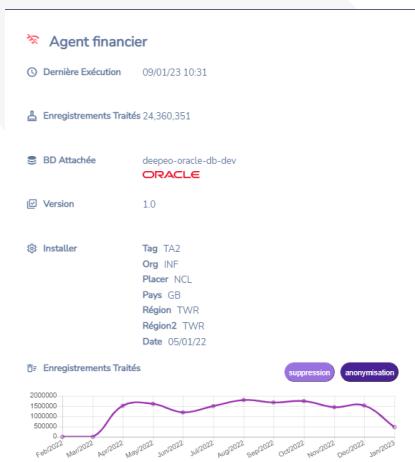 Agent financier
Dernière Exécution 09/01/23 10:31
Enregistrements Traités 24,360,351
BD Attachée deepeo-oracle-db-dev
ORACLE
Version 1.0
Installer Tag TA2
Org INF
Placer NCL
Pays GB
Région TWR
Région2 TWR
Date 05/01/22
Enregistrements Traités suppression anonymisation
2000000
1500000
1000000
500000
0
Feb/2022 Mar/2022 Apr/2022 May/2022 Jun/2022 Jul/2022 Aug/2022 Sep/2022 Oct/2022 Nov/2022 Dec/2022 Jan/2023